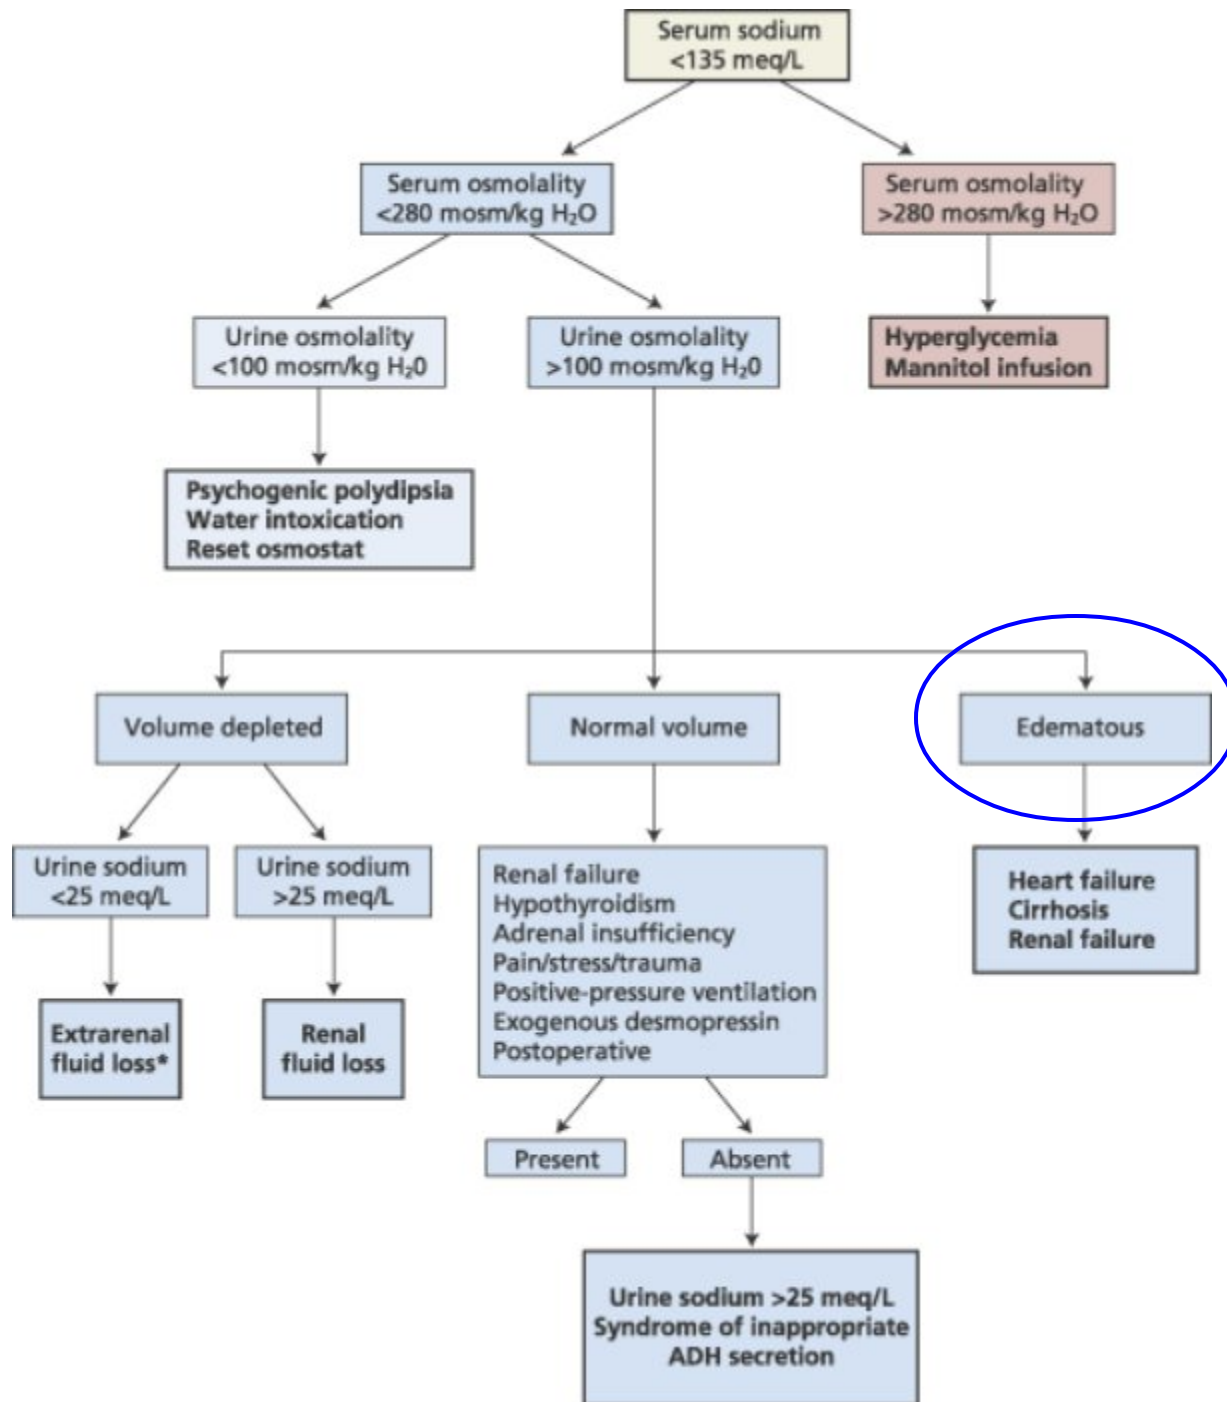 Serum sodium
<135 meq/L
Serum osmolality
<280 mosm/kg H₂O
Serum osmolality
>280 mosm/kg H₂O
Urine osmolality
<100 mosm/kg H₂0
Urine osmolality
>100 mosm/kg H₂0
Hyperglycemia
Mannitol infusion
Psychogenic polydipsia
Water intoxication
Reset osmostat
Volume depleted
Normal volume
Edematous
Urine sodium
<25 meq/L
Urine sodium
>25 meq/L
Renal failure
Hypothyroidism
Adrenal insufficiency
Pain/stress/trauma
Positive-pressure ventilation
Exogenous desmopressin
Postoperative
Heart failure
Cirrhosis
Renal failure
Extrarenal
fluid loss*
Renal
fluid loss
Present
Absent
Urine sodium >25 meq/L
Syndrome of inappropriate
ADH secretion